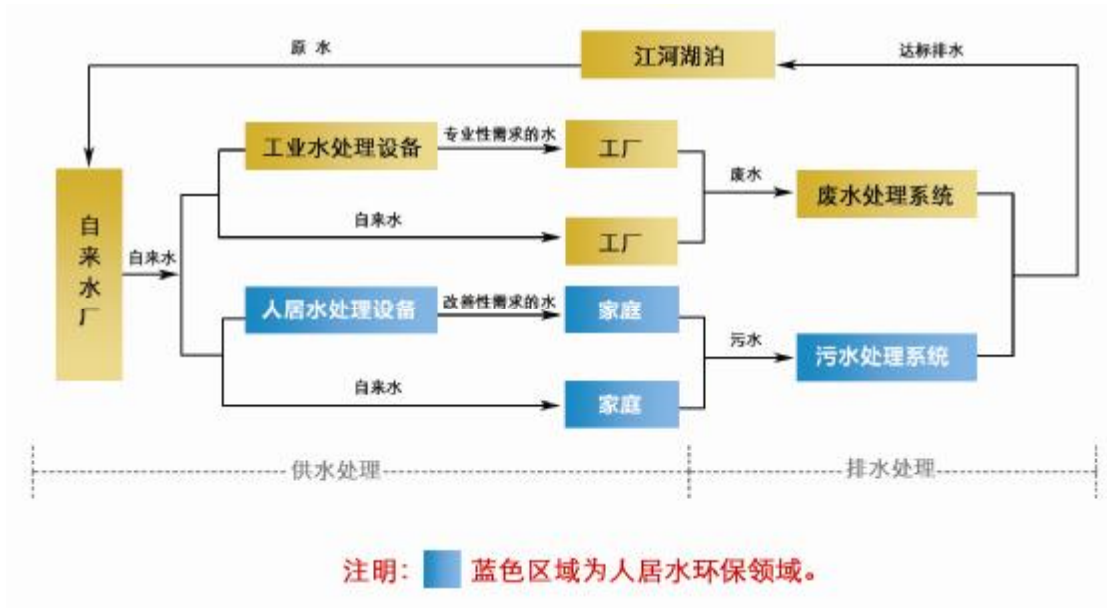 原 水
江河湖泊
达标排水
工业水处理设备
专业性需求的水
工厂
废水
废水处理系统
自来水厂
自来水
自来水
工厂
人居水处理设备
改善性需求的水
家庭
污水
污水处理系统
自来水
家庭
供水处理
排水处理
注明：蓝色区域为人居水环保领域。